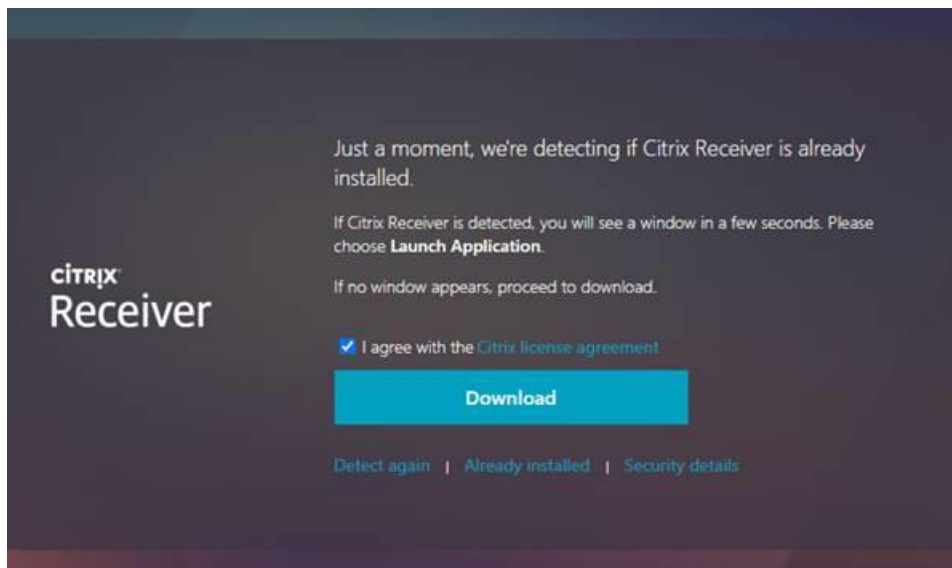 Just a moment, we're detecting if Citrix Receiver is already
installed.
If Citrix Receiver is detected, you will see a window in a few seconds. Please
choose Launch Application.
If no window appears, proceed to download.
CİTRIX
Receiver
I agree with the Citrix license agreement
Download
Detect again | Already installed | Security details